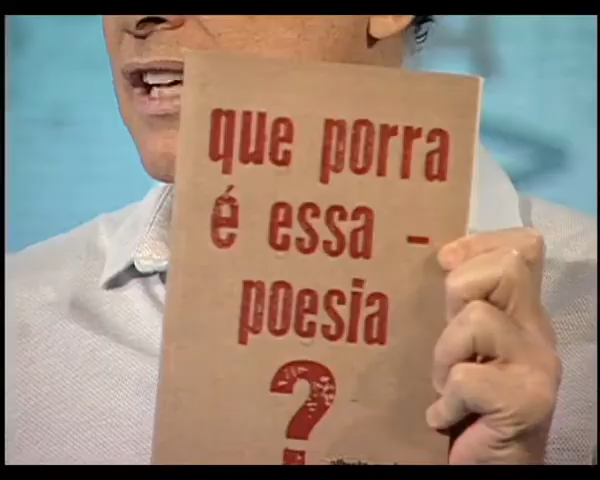 que porra
é essa -
poesia
?